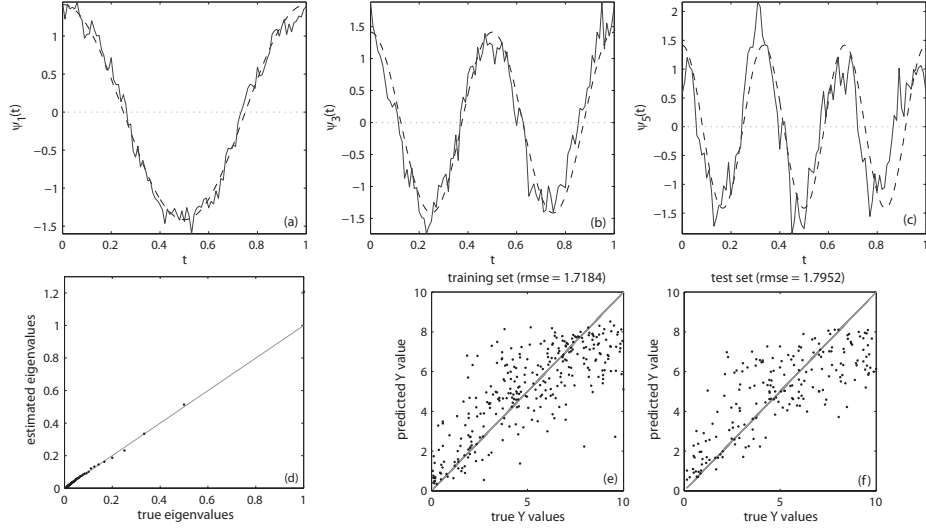 ψ1(t)
1
0.5
0
−0.5
−1
−1.5
0 0.2 0.4 0.6 0.8 1
t
(a)
ψ3(t)
1.5
1
0.5
0
−0.5
−1
−1.5
0 0.2 0.4 0.6 0.8 1
t
(b)
ψ5(t)
2
1.5
1
0.5
0
−0.5
−1
−1.5
0 0.2 0.4 0.6 0.8 1
t
(c)
estimated eigenvalues
1.2
1
0.8
0.6
0.4
0.2
0
0 0.2 0.4 0.6 0.8 1
true eigenvalues
(d)
training set (rmse = 1.7184)
predicted Y value
10
8
6
4
2
0
0 5 10
true Y values
(e)
test set (rmse = 1.7952)
predicted Y value
10
8
6
4
2
0
0 5 10
true Y values
(f)